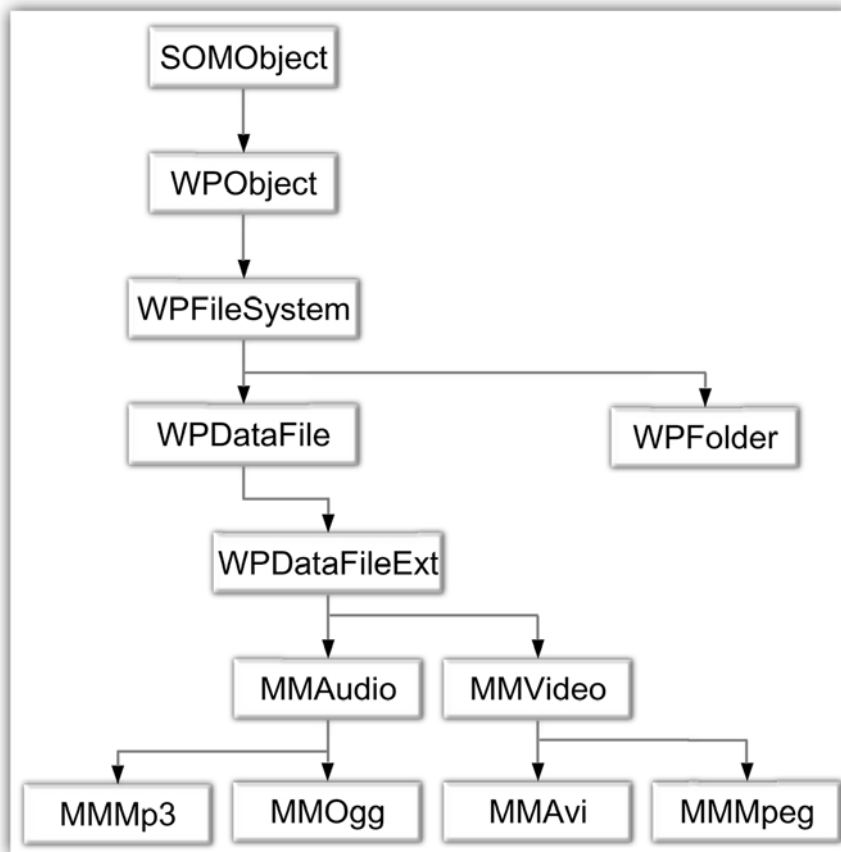 SOMObject
WPObject
WPFileSystem
WPDataFile
WPFolder
WPDataFileExt
MMAudio
MMVideo
MMMp3
MMOgg
MMAvi
MMMpeg